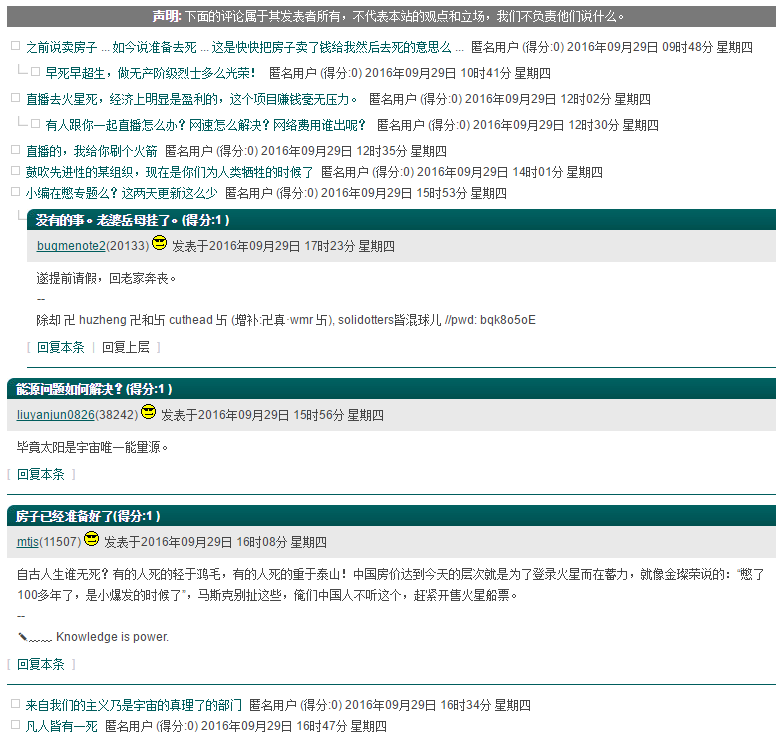 声明: 下面的评论属于其发表者所有，不代表本站的观点和立场，我们不负责他们说什么。
之前说卖房子 ... 如今说准备去死 ... 这是快快把房子卖了钱给我然后去死的意思么 ... 匿名用户 (得分:0) 2016年09月29日 09时48分 星期四
早死早超生，做无产阶级烈士多么光荣！ 匿名用户 (得分:0) 2016年09月29日 10时41分 星期四
直播去火星死，经济上明显是盈利的，这个项目赚钱毫无压力。 匿名用户 (得分:0) 2016年09月29日 12时02分 星期四
有人跟你一起直播怎么办？网速怎么解决？网络费用谁出呢？ 匿名用户 (得分:0) 2016年09月29日 12时30分 星期四
直播的，我给你刷个火箭 匿名用户 (得分:0) 2016年09月29日 12时35分 星期四
鼓吹先进性的某组织，现在是你们为人类牺牲的时候了 匿名用户 (得分:0) 2016年09月29日 14时01分 星期四
小编在憋专题么？这两天更新这么少 匿名用户 (得分:0) 2016年09月29日 15时53分 星期四
没有的事。老婆岳母挂了。(得分:1 )
bugmenote2(20133) 发表于2016年09月29日 17时23分 星期四
遂提前请假，回老家奔丧。
--
除却 卍 huzheng 卍和卐 cuthead 卐 (增补:卍真·wmr 卐), solidotters皆混球儿 //pwd: bqk8o5oE
[ 回复本条 | 回复上层 ]
能源问题如何解决？(得分:1 )
liuyanjun0826(38242) 发表于2016年09月29日 15时56分 星期四
毕竟太阳是宇宙唯一能量源。
[ 回复本条 ]
房子已经准备好了(得分:1 )
mtjs(11507) 发表于2016年09月29日 16时08分 星期四
自古人生谁无死？有的人死的轻于鸿毛，有的人死的重于泰山！中国房价达到今天的层次就是为了登录火星而在蓄力，就像金璨荣说的：“憋了
100多年了，是小爆发的时候了”，马斯克别扯这些，俺们中国人不听这个，赶紧开售火星船票。
--
✎﹏﹏ Knowledge is power.
[ 回复本条 ]
来自我们的主义乃是宇宙的真理了的部门 匿名用户 (得分:0) 2016年09月29日 16时34分 星期四
凡人皆有一死 匿名用户 (得分:0) 2016年09月29日 16时47分 星期四